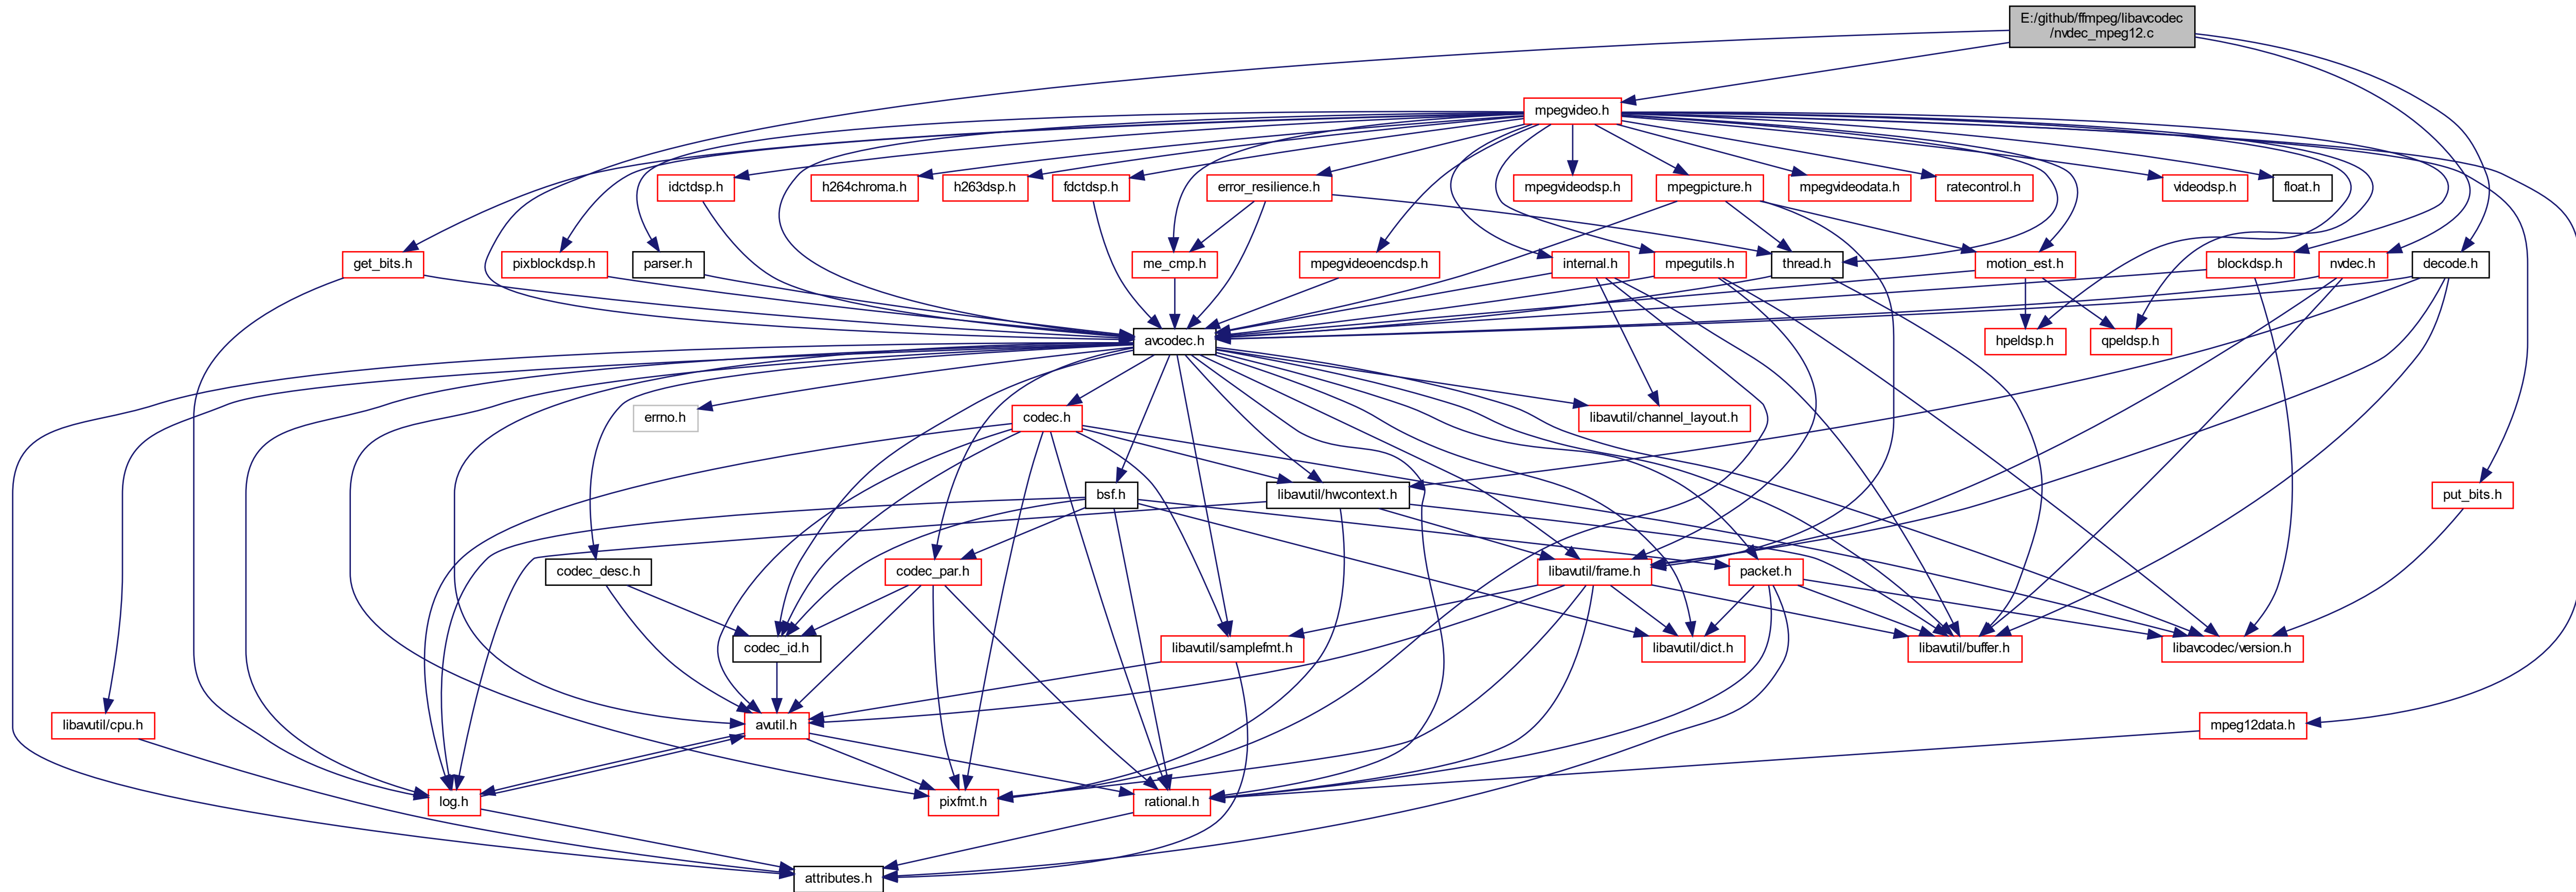 E:/github/ffmpeg/libavcodec
/nvdec_mpeg12.c
mpegvideo.h
idctdsp.h
h264chroma.h
h263dsp.h
fdctdsp.h
error_resilience.h
mpegvideodsp.h
mpegpicture.h
mpegvideodata.h
ratecontrol.h
videodsp.h
float.h
get_bits.h
pixblockdsp.h
parser.h
me_cmp.h
mpegvideoencdsp.h
internal.h
mpegutils.h
thread.h
motion_est.h
blockdsp.h
nvdec.h
decode.h
avcodec.h
hpeldsp.h
qpeldsp.h
errno.h
codec.h
libavutil/channel_layout.h
bsf.h
libavutil/hwcontext.h
put_bits.h
codec_desc.h
codec_par.h
libavutil/frame.h
packet.h
codec_id.h
libavutil/samplefmt.h
libavutil/dict.h
libavutil/buffer.h
libavcodec/version.h
libavutil/cpu.h
avutil.h
mpeg12data.h
log.h
pixfmt.h
rational.h
attributes.h